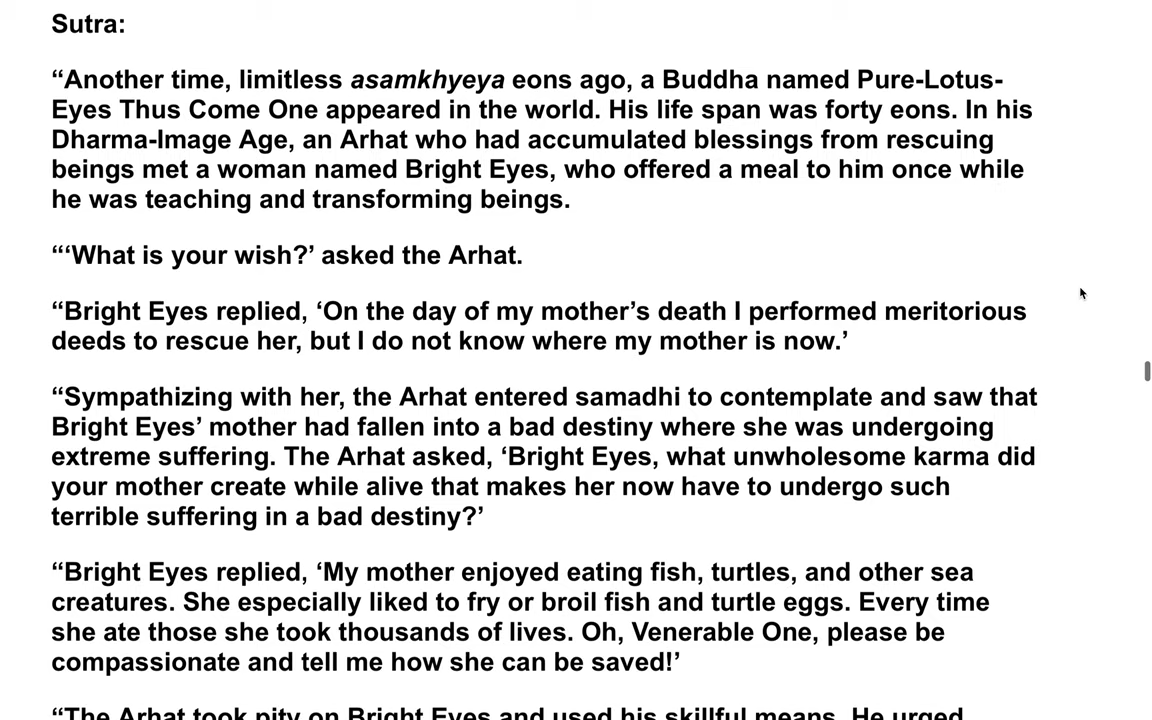 Sutra:
“Another time, limitless asamkhyeya eons ago, a Buddha named Pure-Lotus-
Eyes Thus Come One appeared in the world. His life span was forty eons. In his
Dharma-Image Age, an Arhat who had accumulated blessings from rescuing
beings met a woman named Bright Eyes, who offered a meal to him once while
he was teaching and transforming beings.
“‘What is your wish?’ asked the Arhat.
“Bright Eyes replied, ‘On the day of my mother’s death I performed meritorious
deeds to rescue her, but I do not know where my mother is now.’
“Sympathizing with her, the Arhat entered samadhi to contemplate and saw that
Bright Eyes’ mother had fallen into a bad destiny where she was undergoing
extreme suffering. The Arhat asked, ‘Bright Eyes, what unwholesome karma did
your mother create while alive that makes her now have to undergo such
terrible suffering in a bad destiny?’
“Bright Eyes replied, ‘My mother enjoyed eating fish, turtles, and other sea
creatures. She especially liked to fry or broil fish and turtle eggs. Every time
she ate those she took thousands of lives. Oh, Venerable One, please be
compassionate and tell me how she can be saved!’
“The Arhat took pity on Bright Eyes and used his skillful means. He urged